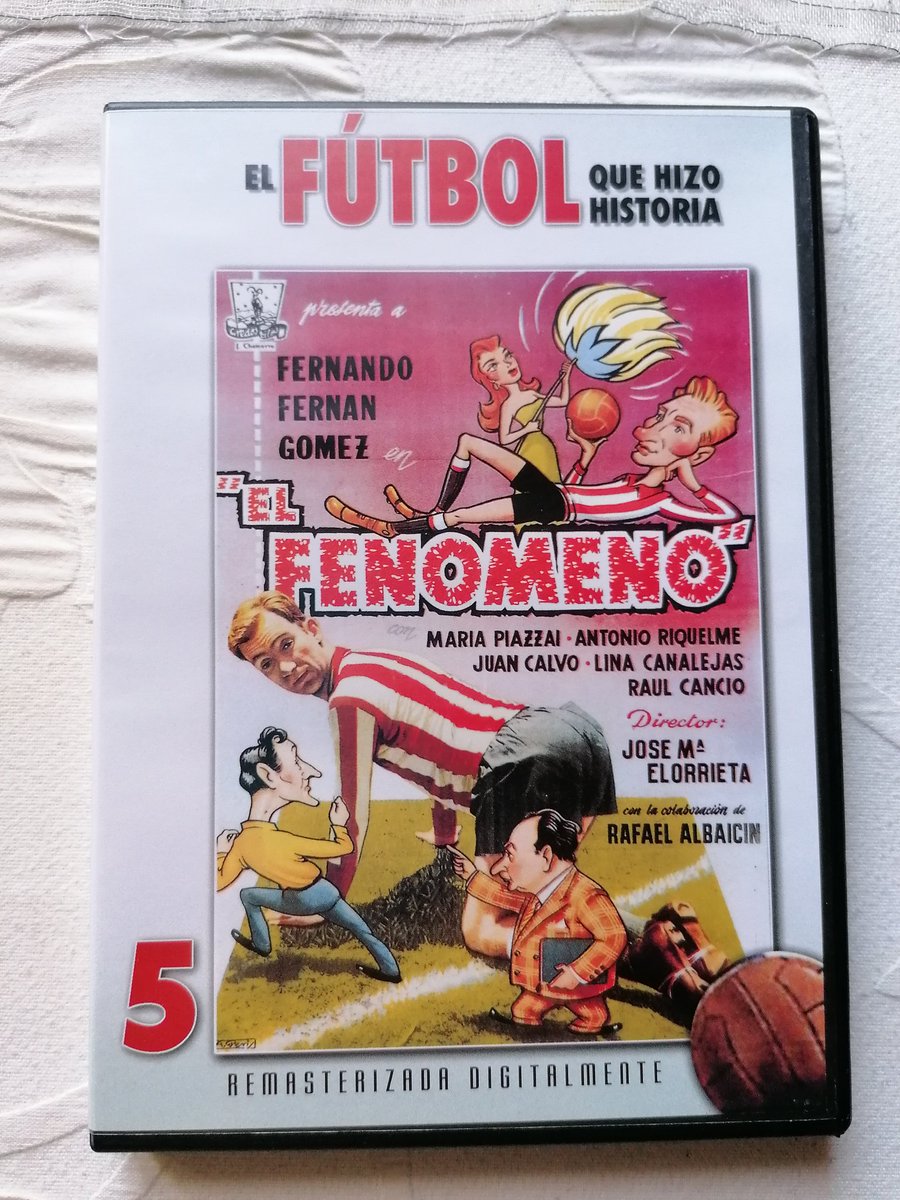 EL FÚTBOL QUE HIZO
HISTORIA
presenta a
FERNANDO
FERNAN
GOMEZ en
"EL
FENOMENO"
con
MARIA PIAZZAI · ANTONIO RIQUELME
JUAN CALVO · LINA CANALEJAS
RAUL CANCIO
Director:
JOSE Mª
ELORRIETA
con la colaboración de
RAFAEL ALBAICIN
5
REMASTERIZADA DIGITALMENTE